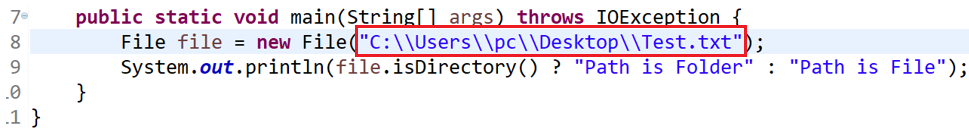 7 public static void main(String[] args) throws IOException {
8 File file = new File("C:\\Users\\pc\\Desktop\\Test.txt");
9 System.out.println(file.isDirectory() ? "Path is Folder" : "Path is File");
.0 }
.1 }